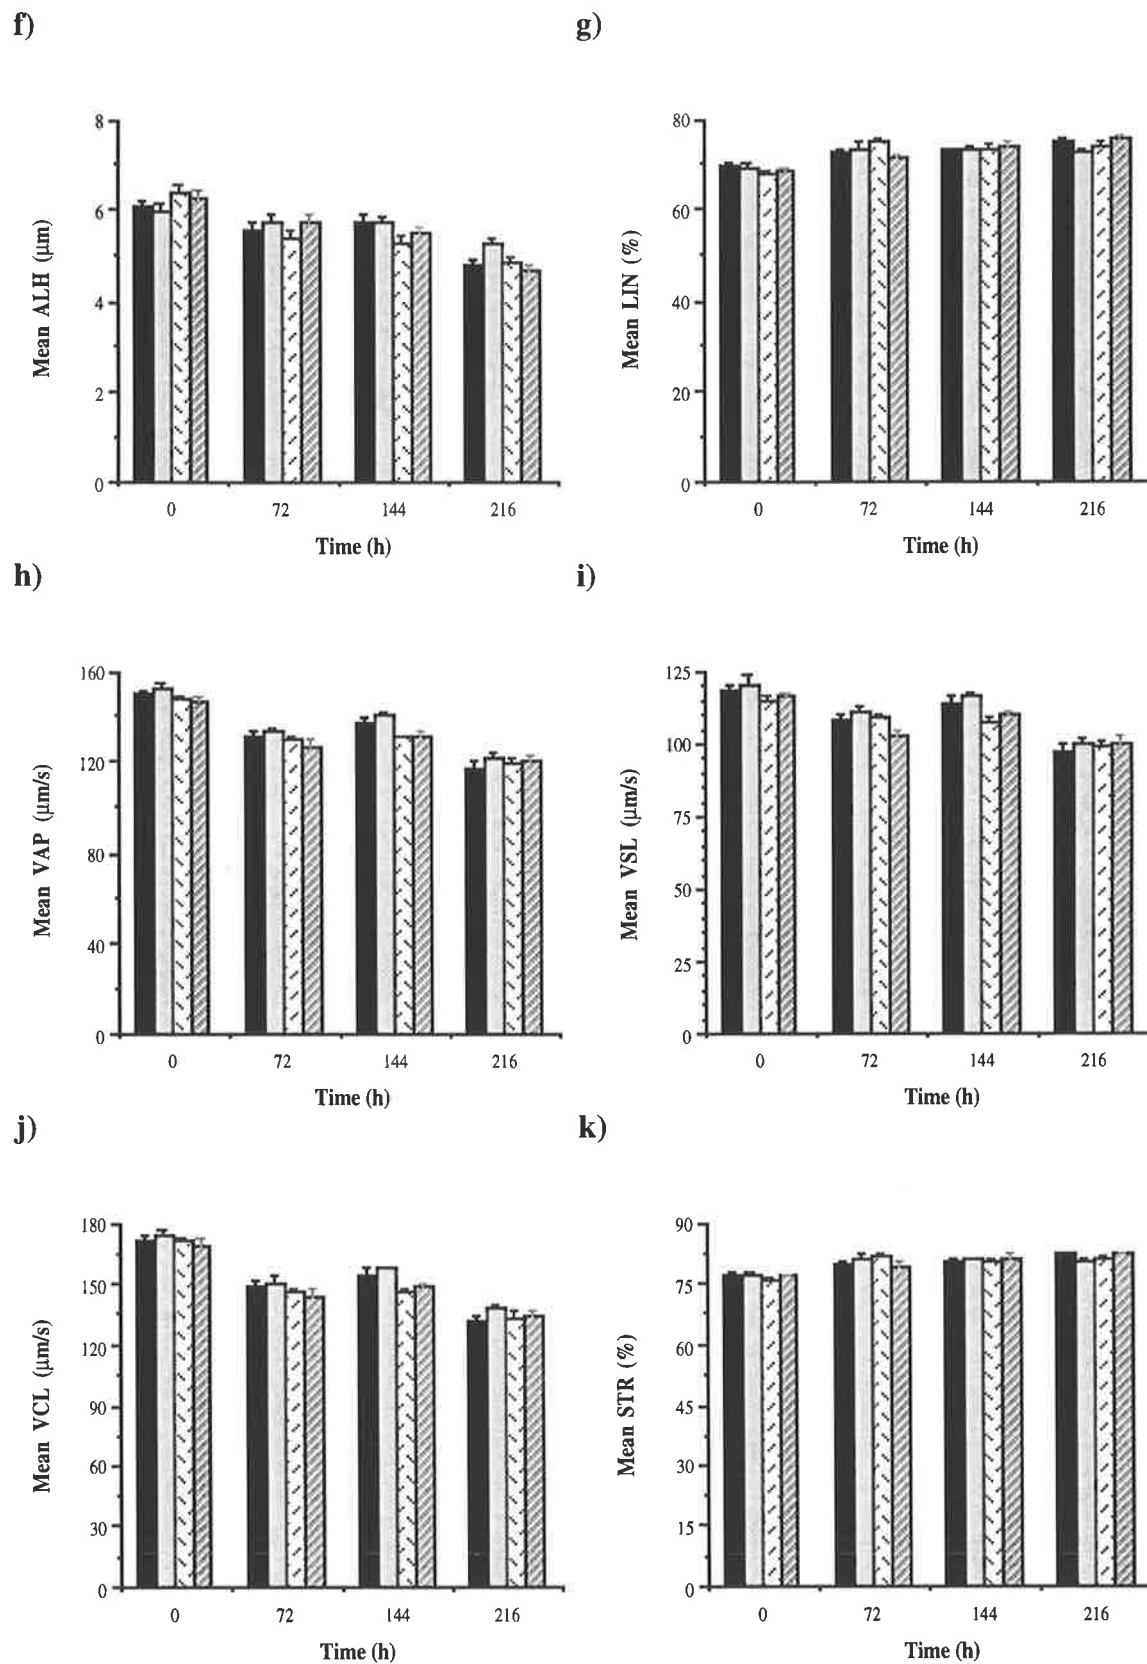 f)
8
6
4
2
0
Mean ALH (μm)
0 72 144 216
Time (h)
g)
80
60
40
20
0
Mean LIN (%)
0 72 144 216
Time (h)
h)
160
120
80
40
0
Mean VAP (μm/s)
0 72 144 216
Time (h)
i)
125
100
75
50
25
0
Mean VSL (μm/s)
0 72 144 216
Time (h)
j)
180
150
120
90
60
30
0
Mean VCL (μm/s)
0 72 144 216
Time (h)
k)
90
75
60
45
30
15
0
Mean STR (%)
0 72 144 216
Time (h)